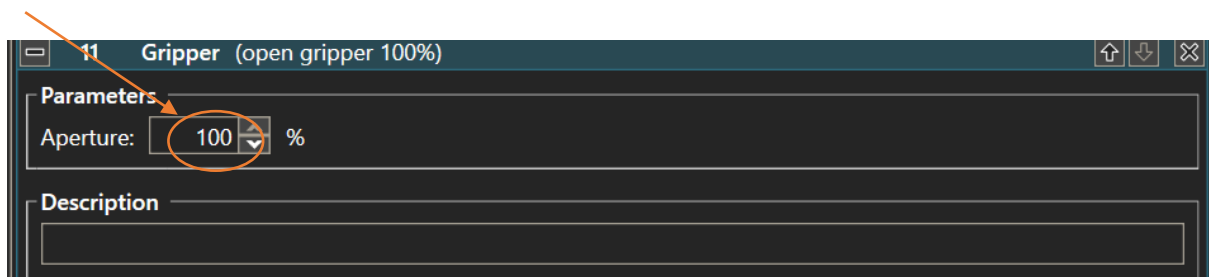 11 Gripper (open gripper 100%)
Parameters
Aperture: 100 %
Description